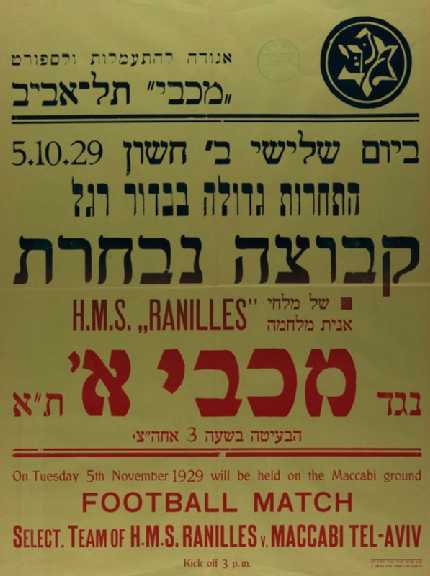 אגודה להתעמלות ולספורט
"מכבי" תל־אביב
ביום שלישי ב' חשון 5.10.29
התחרות גדולה בכדור רגל
קבוצה נבחרת
של מלחי אנית מלחמה H.M.S. „RANILLES"
נגד מכבי א' ת"א
הבעיטה בשעה 3 אחה"צ
On Tuesday 5th November 1929 will be held on the Maccabi ground
FOOTBALL MATCH
SELECT. TEAM OF H.M.S. RANILLES v. MACCABI TEL-AVIV
Kick off 3 p.m.